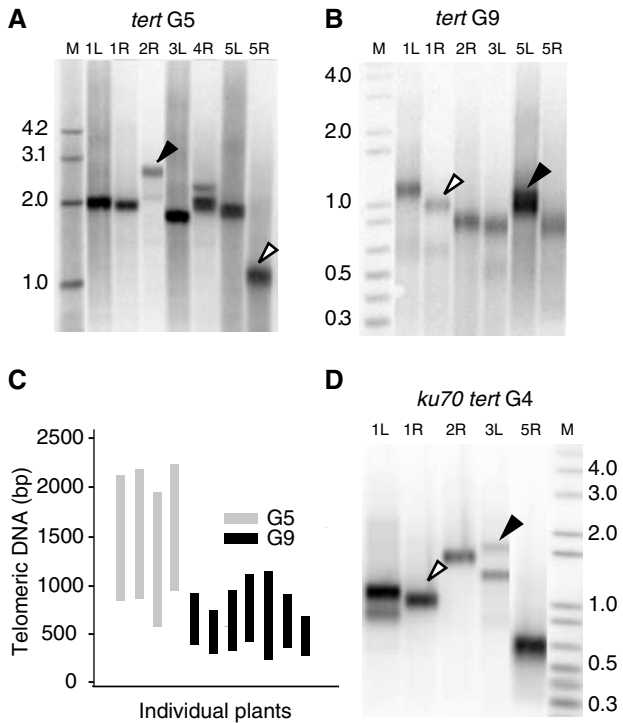 A
tert G5
M 1L 1R 2R 3L 4R 5L 5R
4.2
3.1
2.0
1.0
B
tert G9
M 1L 1R 2R 3L 5L 5R
4.0
2.0
1.0
0.5
0.3
C
Telomeric DNA (bp)
2500
2000
1500
1000
500
0
G5
G9
Individual plants
D
ku70 tert G4
1L 1R 2R 3L 5R M
4.0
3.0
2.0
1.0
0.5
0.3